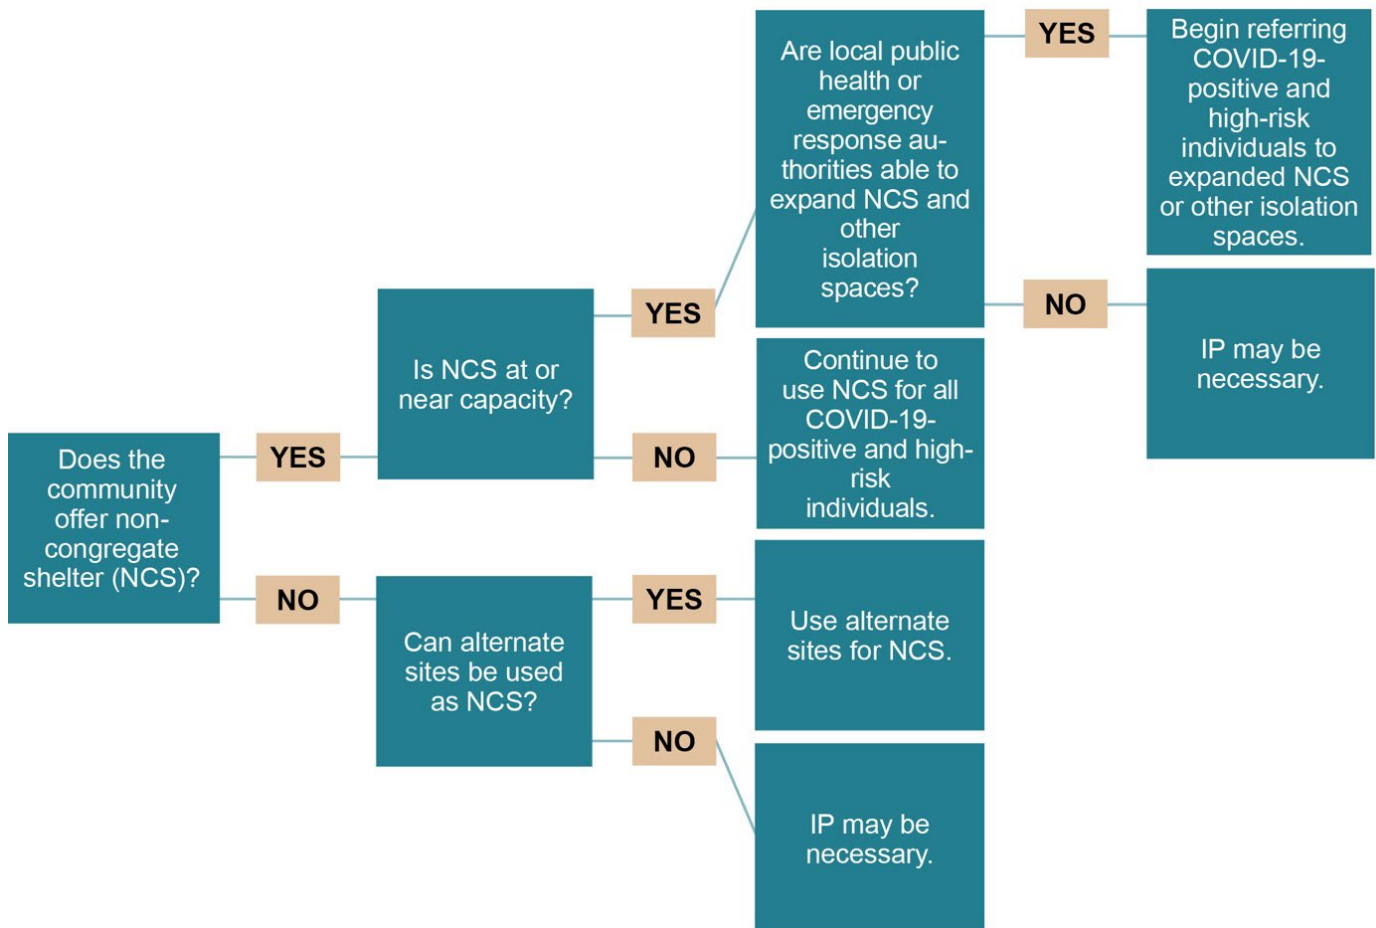 Does the
community
offer non-
congregate
shelter (NCS)?
YES
NO
Is NCS at or
near capacity?
YES
NO
Can alternate
sites be used
as NCS?
YES
NO
Are local public
health or
emergency
response au-
thorities able to
expand NCS and
other
isolation
spaces?
YES
NO
Continue to
use NCS for all
COVID-19-
positive and high-
risk
individuals.
Use alternate
sites for NCS.
IP may be
necessary.
Begin referring
COVID-19-
positive and
high-risk
individuals to
expanded NCS
or other isolation
spaces.
IP may be
necessary.